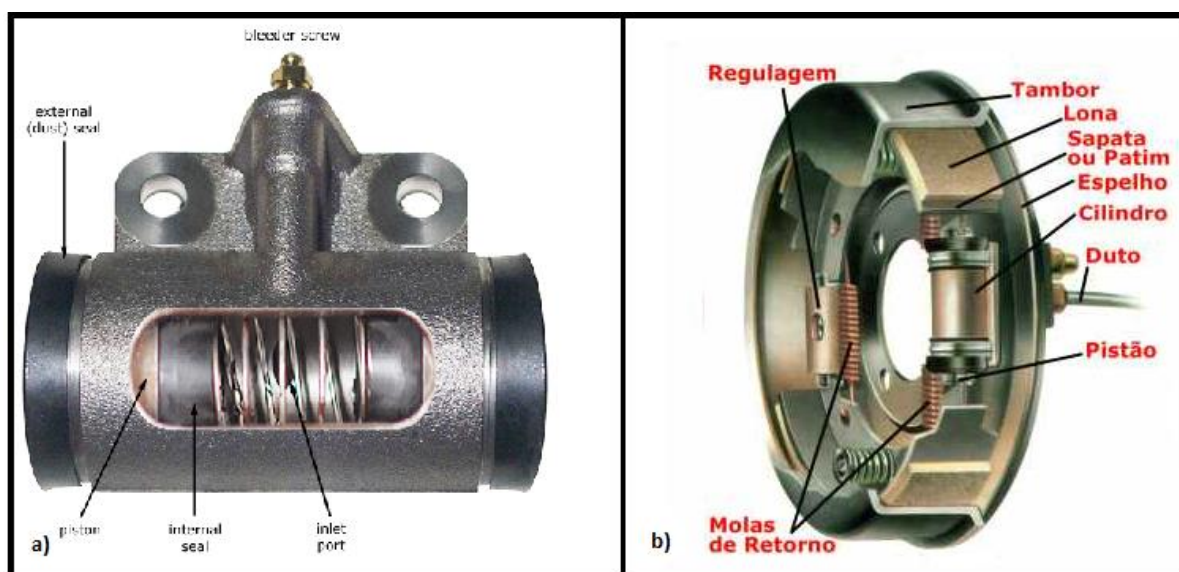 bleeder screw
external
(dust) seal
piston
internal
seal
inlet
port
a)
Regulagem
Tambor
Lona
Sapata
ou Patim
Espelho
Cilindro
Duto
Pistão
Molas
de Retorno
b)